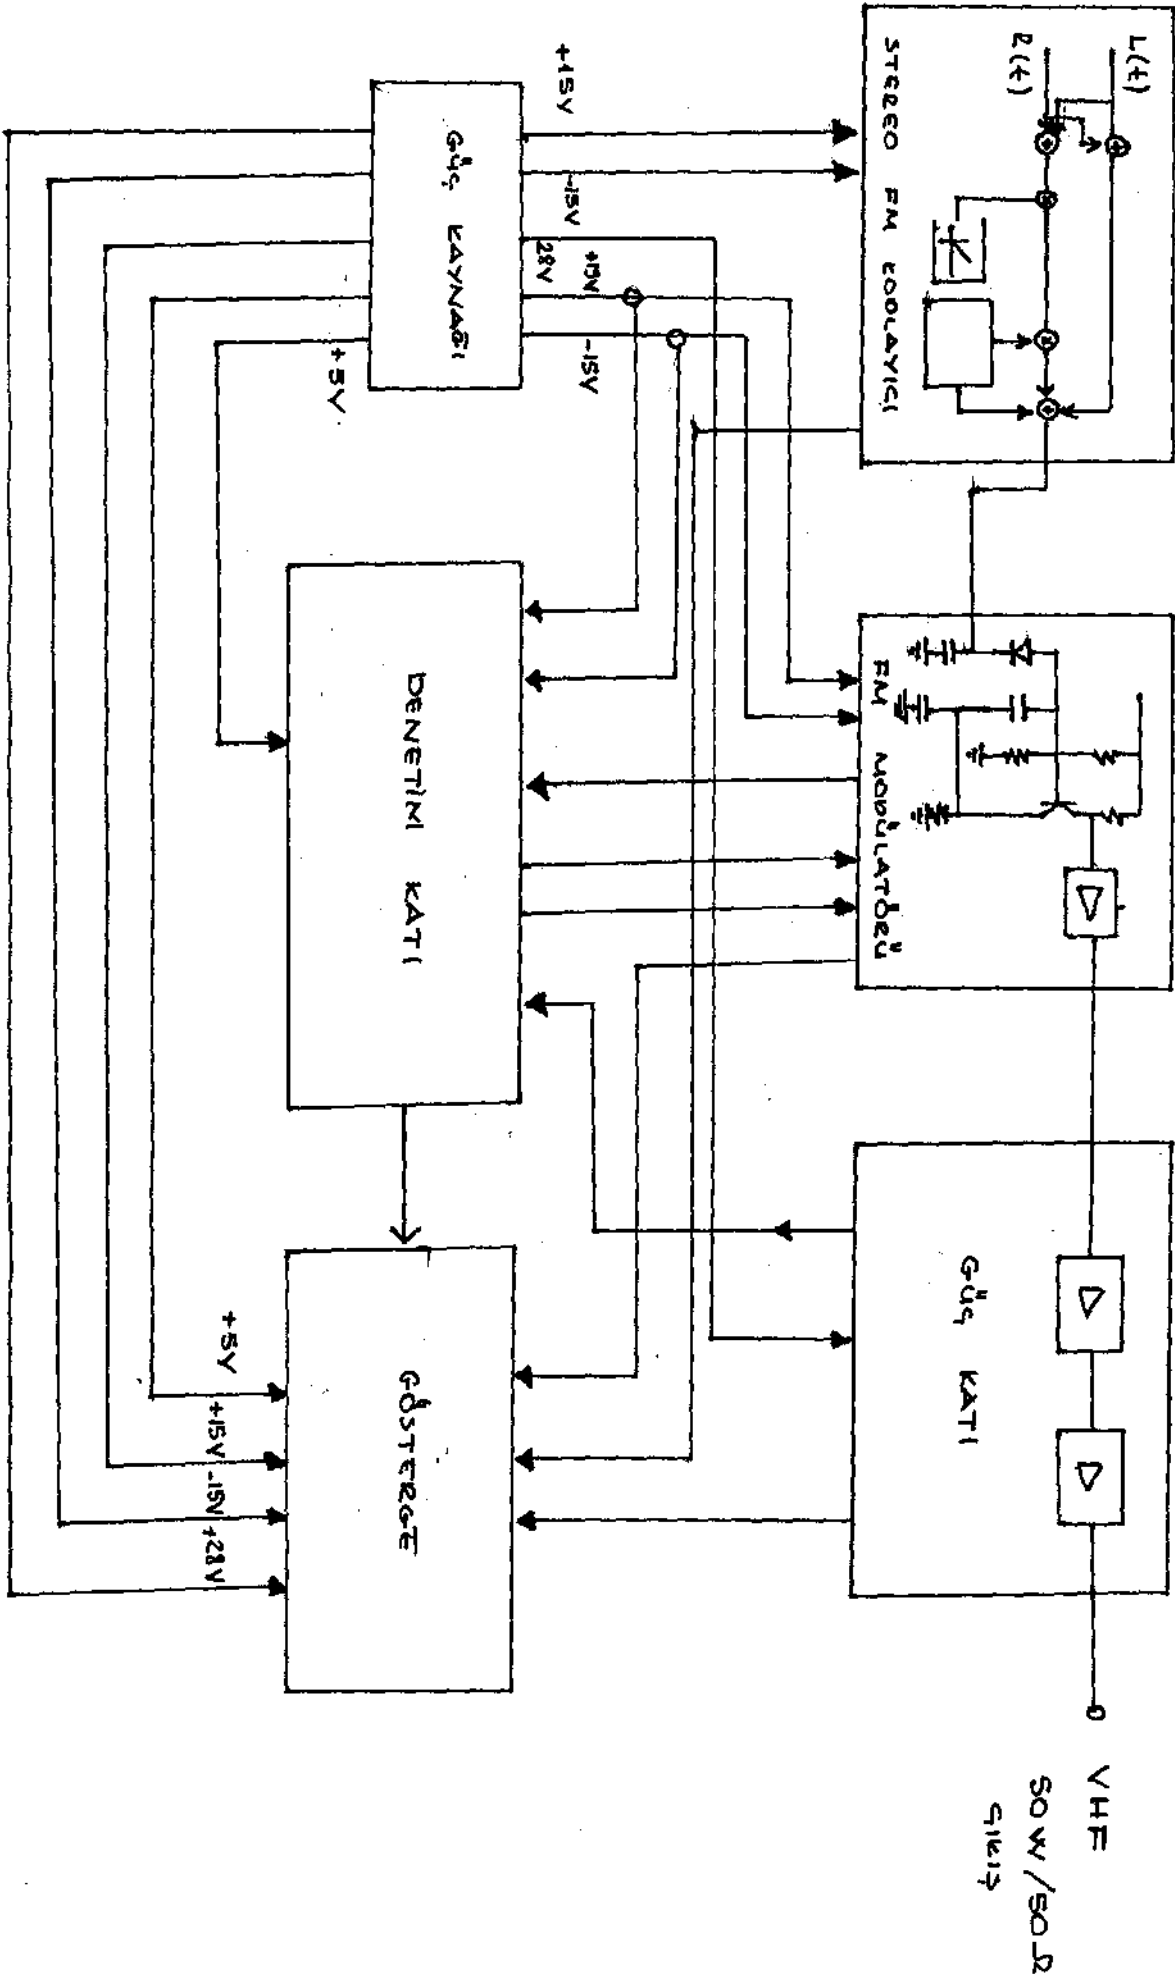 L(t)
R(t)
STEREO FM KODLAYICI
FM MODÜLATÖRÜ
GÜÇ KATI
VHF
50W/50Ω
ÇIKIŞ
+15V
-15V
28V
+15V
-15V
GÜÇ KAYNAĞI
+5V
DENETİM KATI
GÖSTERGE
+5V
+15V
-15V
+28V